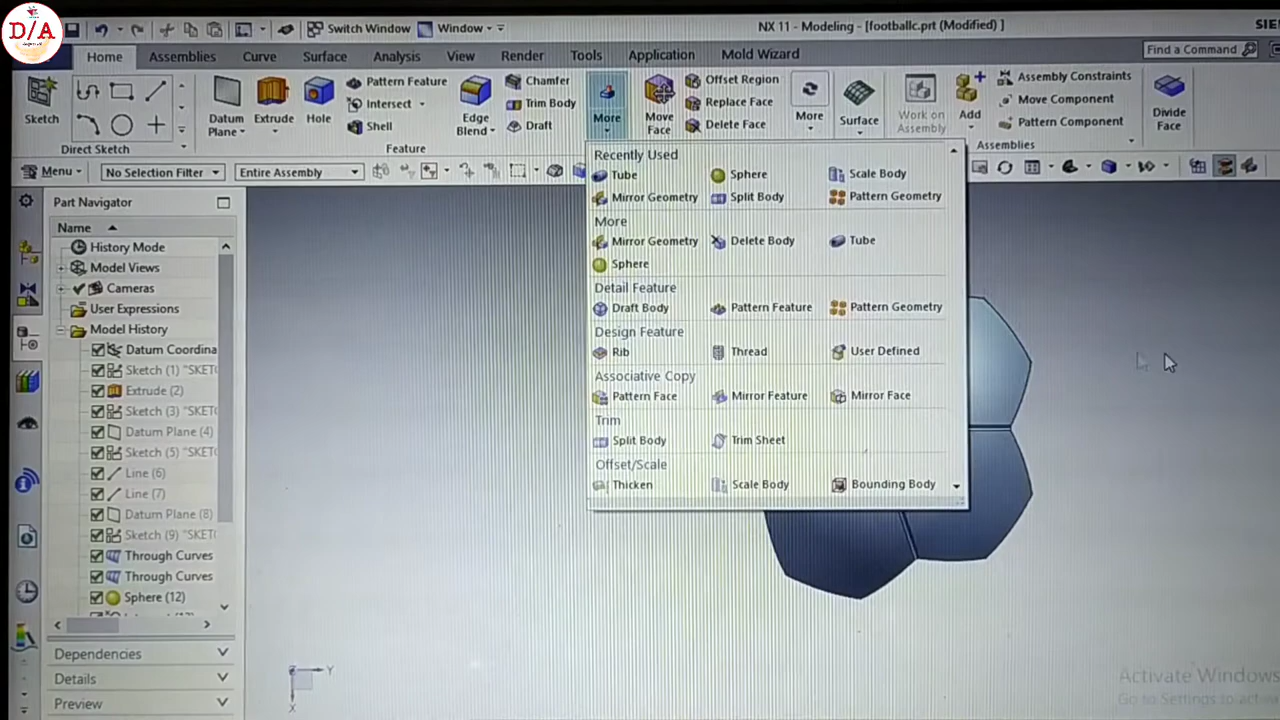 D/A
Switch Window
Window
NX 11 - Modeling - [footballc.prt (Modified) ]
SIE
Home
Assemblies
Curve
Surface
Analysis
View
Render
Tools
Application
Mold Wizard
Find a Command
Sketch
Direct Sketch
Datum Plane
Extrude
Hole
Pattern Feature
Intersect
Shell
Edge Blend
Chamfer
Trim Body
Draft
More
Feature
Move Face
Offset Region
Replace Face
Delete Face
More
Surface
Work on Assembly
Add
Assembly Constraints
Move Component
Pattern Component
Assemblies
Divide Face
Menu
No Selection Filter
Entire Assembly
Recently Used
Tube
Sphere
Scale Body
Mirror Geometry
Split Body
Pattern Geometry
More
Mirror Geometry
Delete Body
Tube
Sphere
Detail Feature
Draft Body
Pattern Feature
Pattern Geometry
Design Feature
Rib
Thread
User Defined
Associative Copy
Pattern Face
Mirror Feature
Mirror Face
Trim
Split Body
Trim Sheet
Offset/Scale
Thicken
Scale Body
Bounding Body
Part Navigator
Name
History Mode
Model Views
Cameras
User Expressions
Model History
Datum Coordina
Sketch (1) "SKET
Extrude (2)
Sketch (3) "SKET
Datum Plane (4)
Sketch (5) "SKET
Line (6)
Line (7)
Datum Plane (8)
Sketch (9) "SKET
Through Curves
Through Curves
Sphere (12)
Dependencies
Details
Preview
Y
X
Activate Windows
Go to Settings to activa